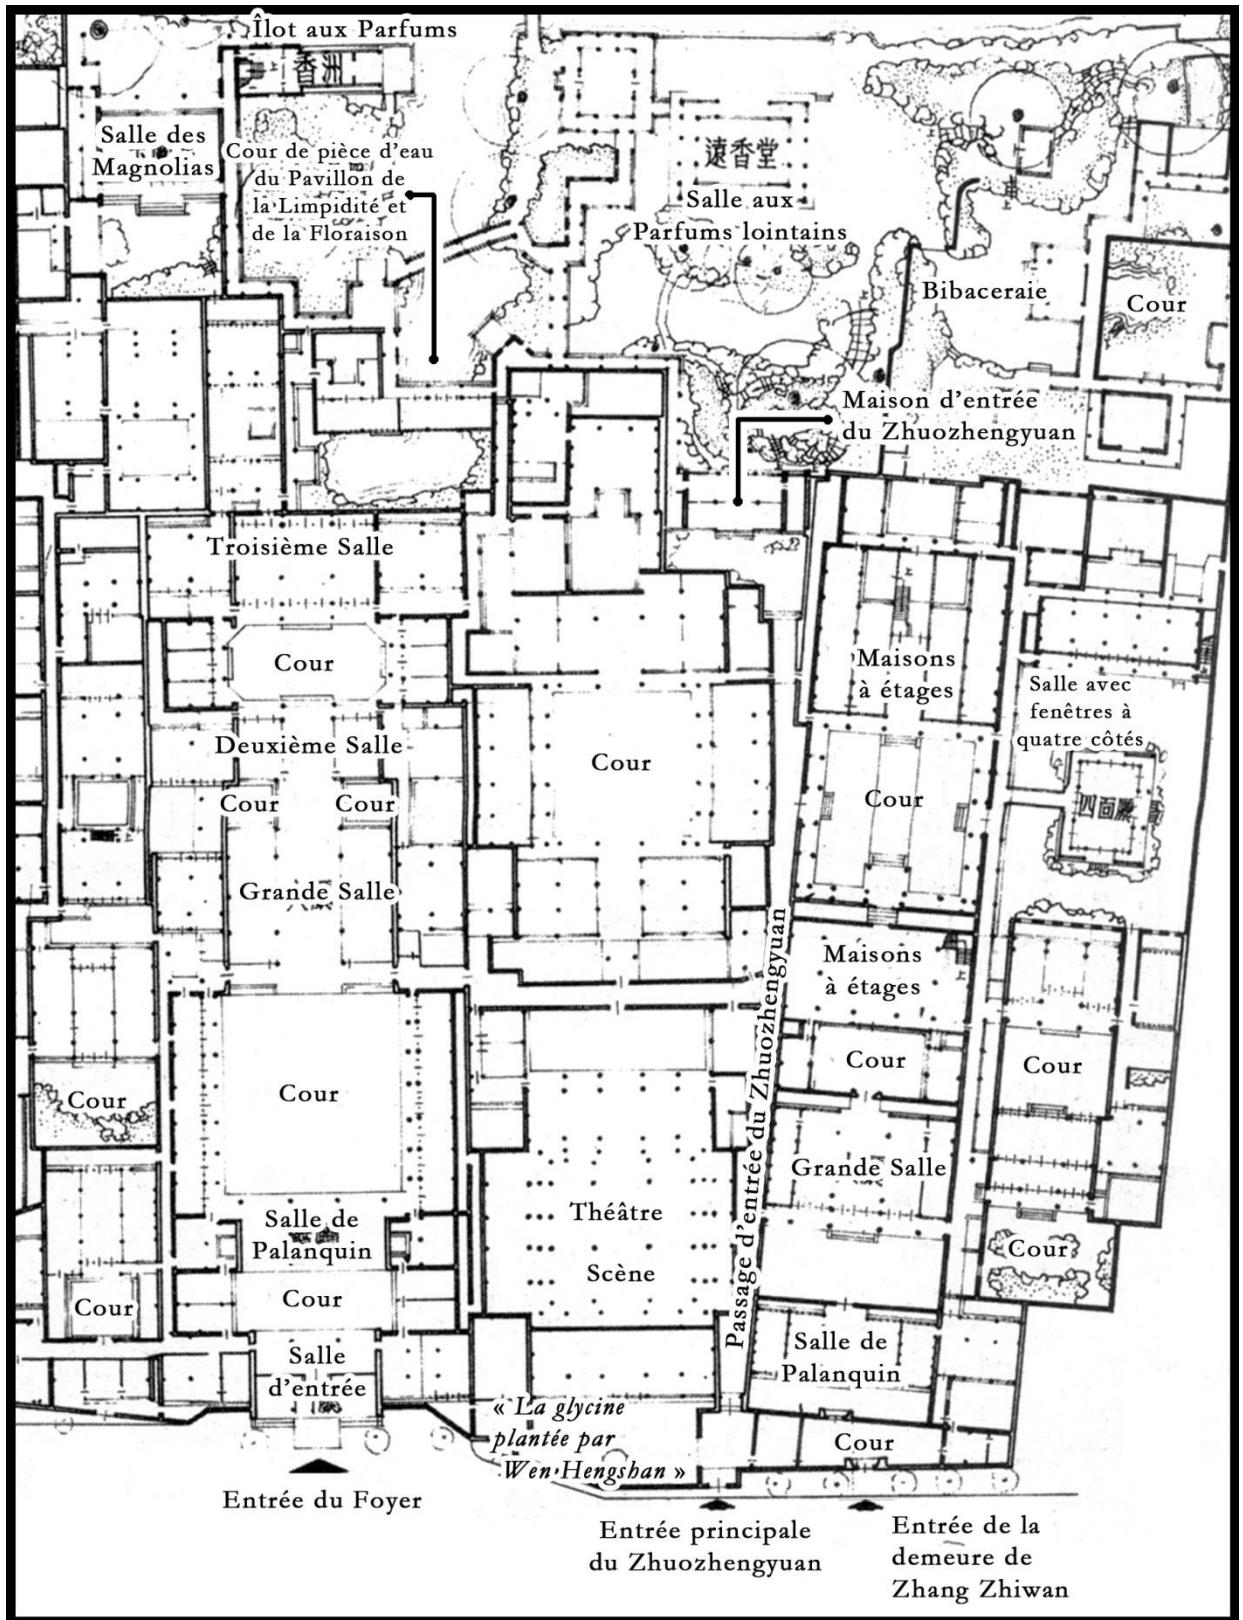 Îlot aux Parfums
香洲
Salle des
Magnolias
Cour de pièce d'eau
du Pavillon de
la Limpidité et
de la Floraison
遠香堂
Salle aux
Parfums lointains
Bibaceraie
Cour
Maison d'entrée
du Zhuozhengyuan
Troisième Salle
Cour
Maisons
à étages
Salle avec
fenêtres à
quatre côtés
四面廰
Deuxième Salle
Cour
Cour
Cour
Cour
Grande Salle
Maisons
à étages
Cour
Cour
Cour
Cour
Passage d'entrée du Zhuozhengyuan
Grande Salle
Salle de
Palanquin
Théâtre
Scène
Cour
Cour
Cour
Salle
d'entrée
Salle de
Palanquin
« La glycine
plantée par
Wen Hengshan »
Cour
Entrée du Foyer
Entrée principale
du Zhuozhengyuan
Entrée de la
demeure de
Zhang Zhiwan